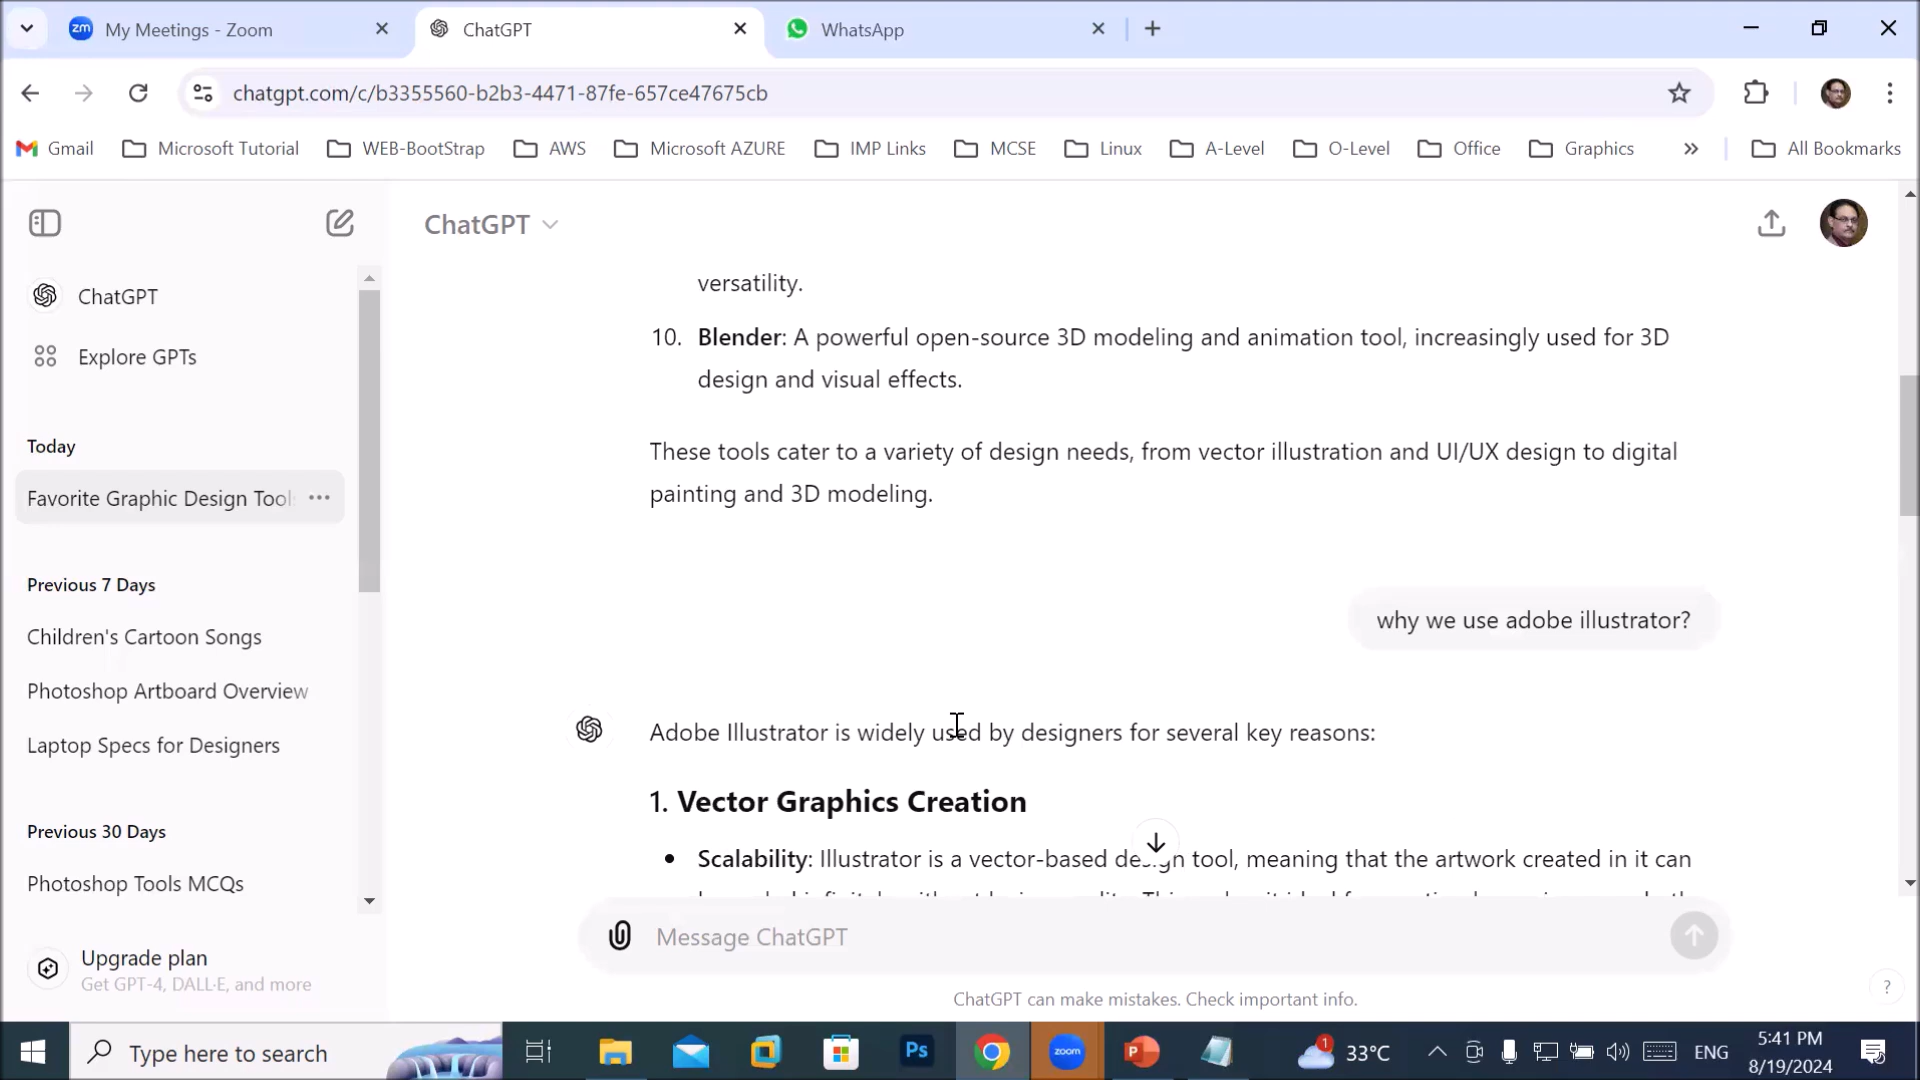 My Meetings - Zoom
ChatGPT
WhatsApp
chatgpt.com/c/b3355560-b2b3-4471-87fe-657ce47675cb
Gmail
Microsoft Tutorial
WEB-BootStrap
AWS
Microsoft AZURE
IMP Links
MCSE
Linux
A-Level
O-Level
Office
Graphics
»
All Bookmarks
ChatGPT
ChatGPT
Explore GPTs
Today
Favorite Graphic Design Tools
Previous 7 Days
Children's Cartoon Songs
Photoshop Artboard Overview
Laptop Specs for Designers
Previous 30 Days
Photoshop Tools MCQs
Upgrade plan
Get GPT-4, DALL·E, and more
versatility.
10. Blender: A powerful open-source 3D modeling and animation tool, increasingly used for 3D
design and visual effects.
These tools cater to a variety of design needs, from vector illustration and UI/UX design to digital
painting and 3D modeling.
why we use adobe illustrator?
Adobe Illustrator is widely used by designers for several key reasons:
1. Vector Graphics Creation
• Scalability: Illustrator is a vector-based design tool, meaning that the artwork created in it can
Message ChatGPT
ChatGPT can make mistakes. Check important info.
?
Type here to search
Ps
zoom
P
1
33°C
ENG
5:41 PM
8/19/2024